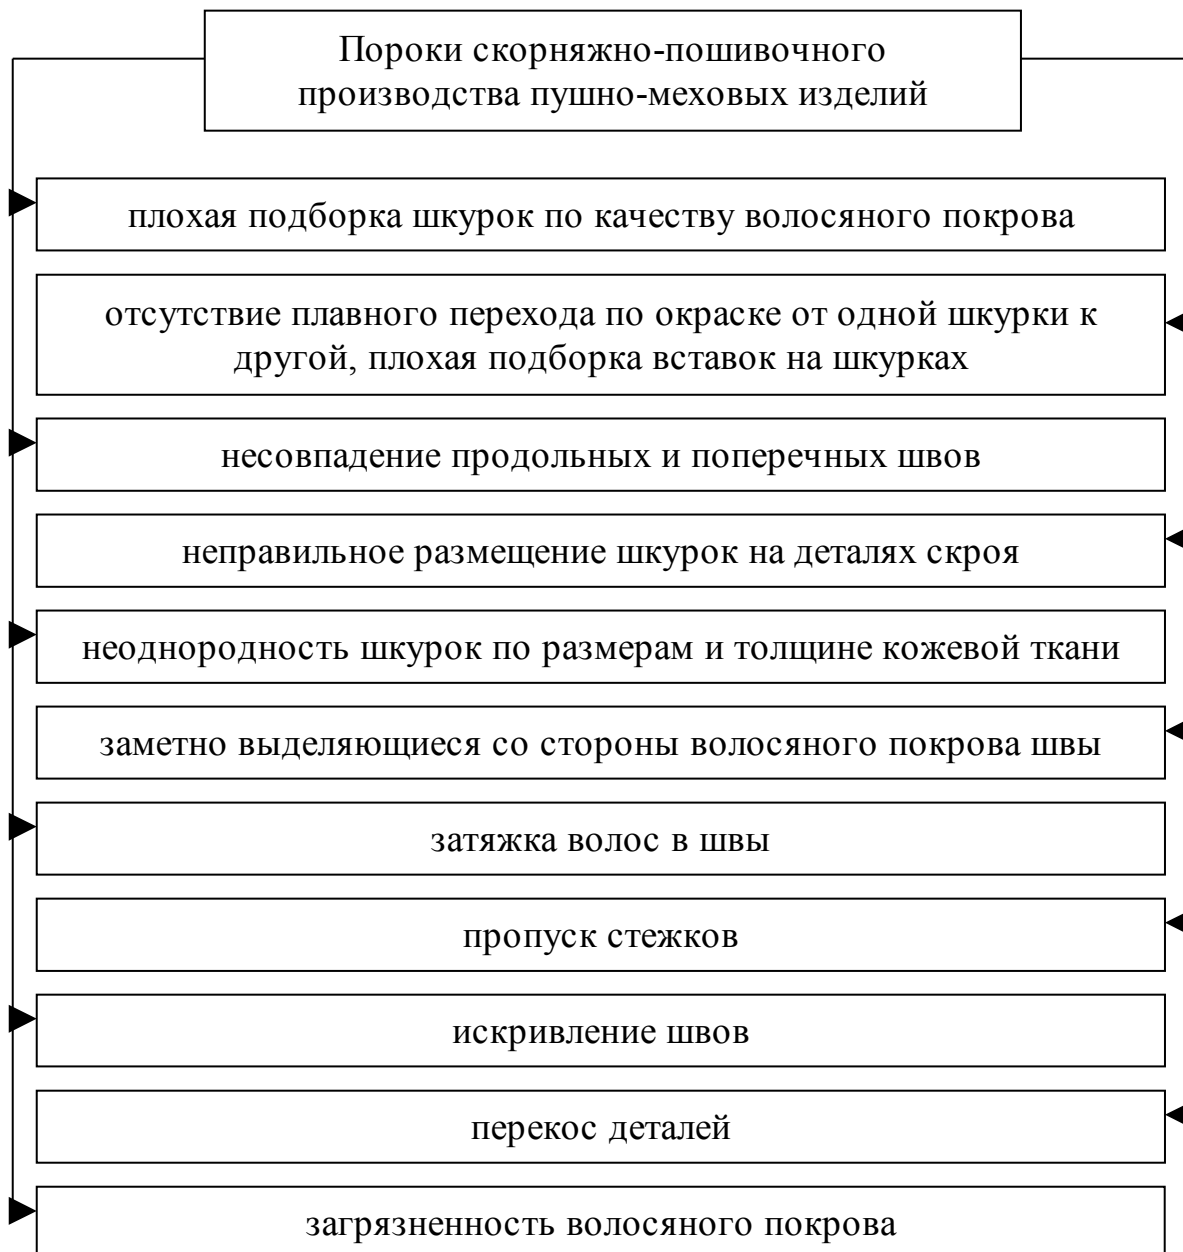 Пороки скорняжно-пошивочного
производства пушно-меховых изделий
плохая подборка шкурок по качеству волосяного покрова
отсутствие плавного перехода по окраске от одной шкурки к
другой, плохая подборка вставок на шкурках
несовпадение продольных и поперечных швов
неправильное размещение шкурок на деталях скроя
неоднородность шкурок по размерам и толщине кожевой ткани
заметно выделяющиеся со стороны волосяного покрова швы
затяжка волос в швы
пропуск стежков
искривление швов
перекос деталей
загрязненность волосяного покрова